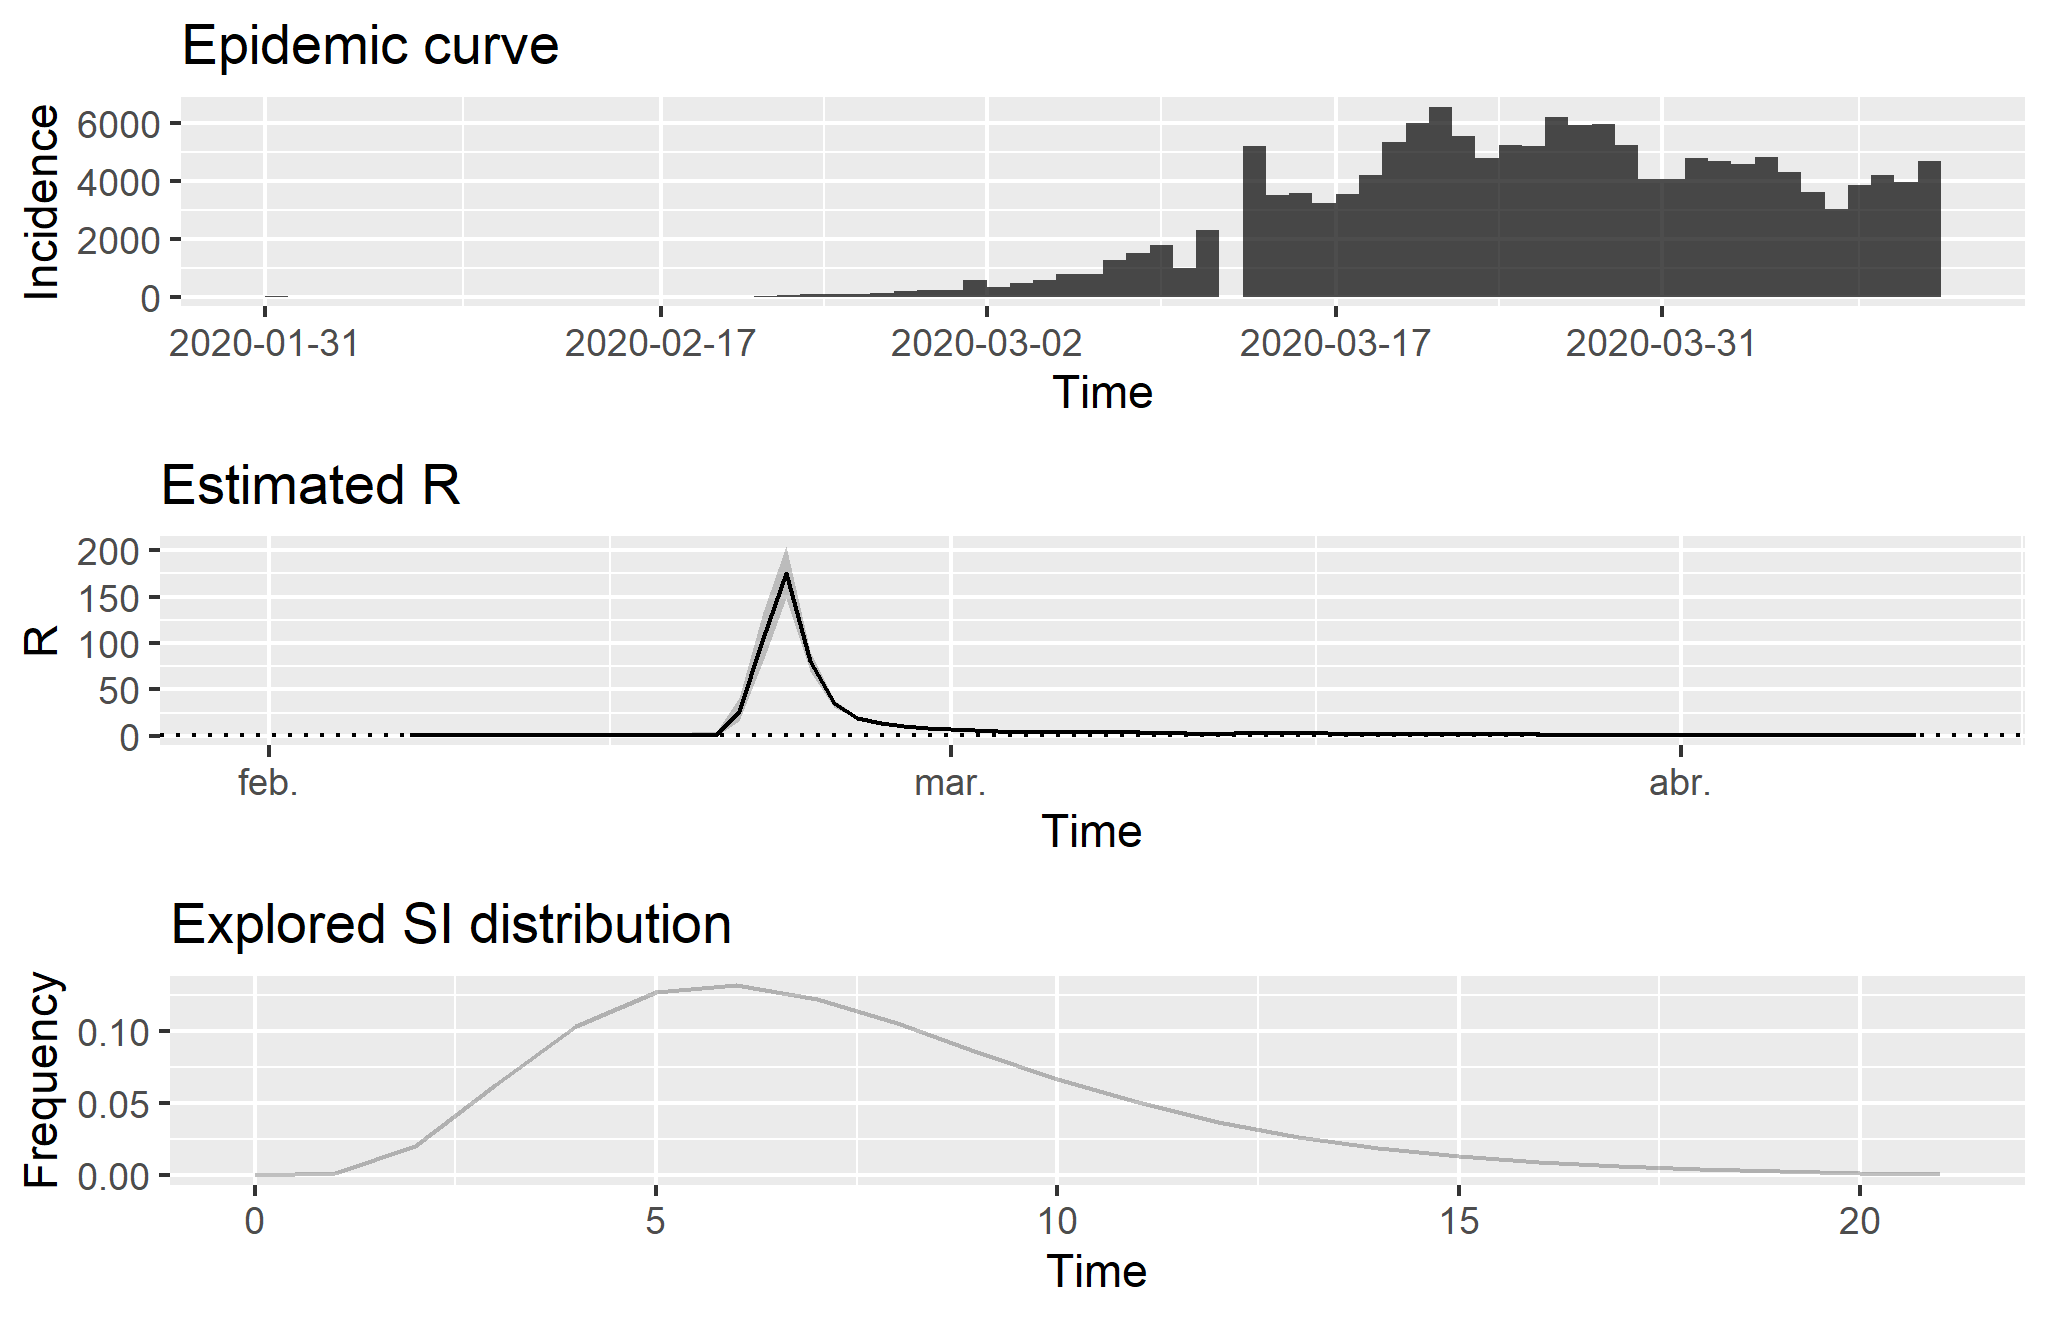 Epidemic curve
Incidence
6000
4000
2000
0
2020-01-31 2020-02-17 2020-03-02 2020-03-17 2020-03-31
Time
Estimated R
R
200
150
100
50
0
feb. mar. abr.
Time
Explored SI distribution
Frequency
0.10
0.05
0.00
0 5 10 15 20
Time